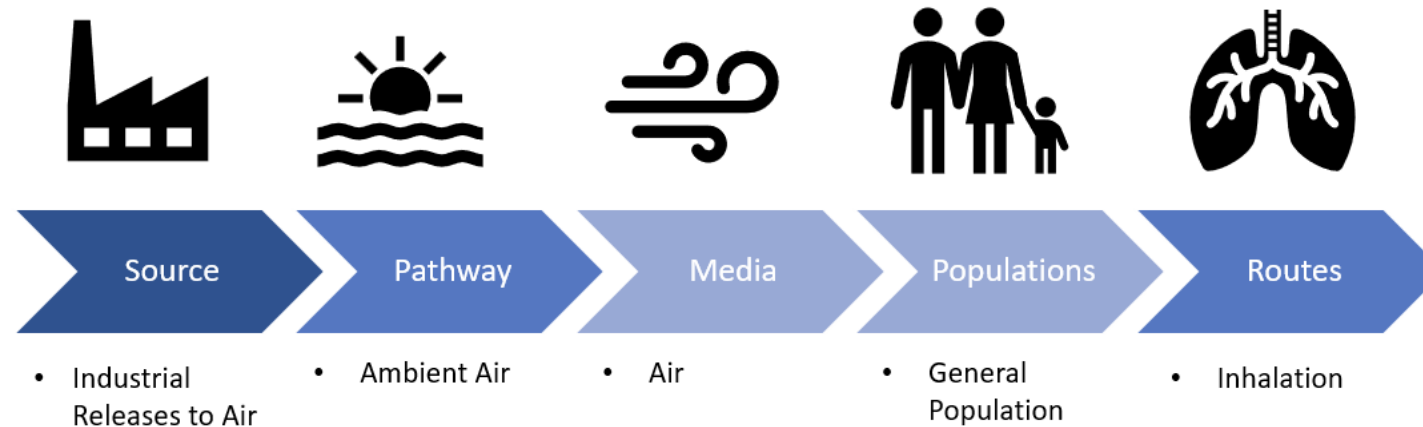 Source
Pathway
Media
Populations
Routes
• Industrial
Releases to Air
• Ambient Air
• Air
• General
Population
• Inhalation